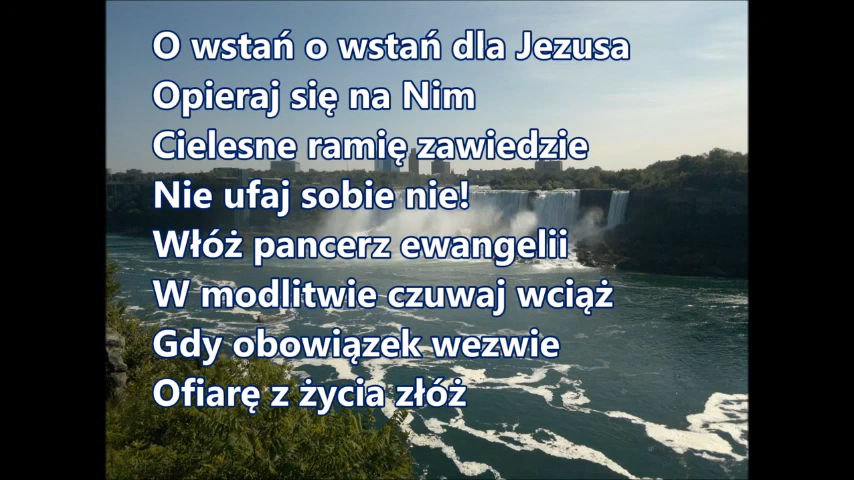 O wstań o wstań dla Jezusa
Opieraj się na Nim
Cielesne ramię zawiedzie
Nie ufaj sobie nie!
Włóż pancerz ewangelii
W modlitwie czuwaj wciąż
Gdy obowiązek wezwie
Ofiarę z życia złóż